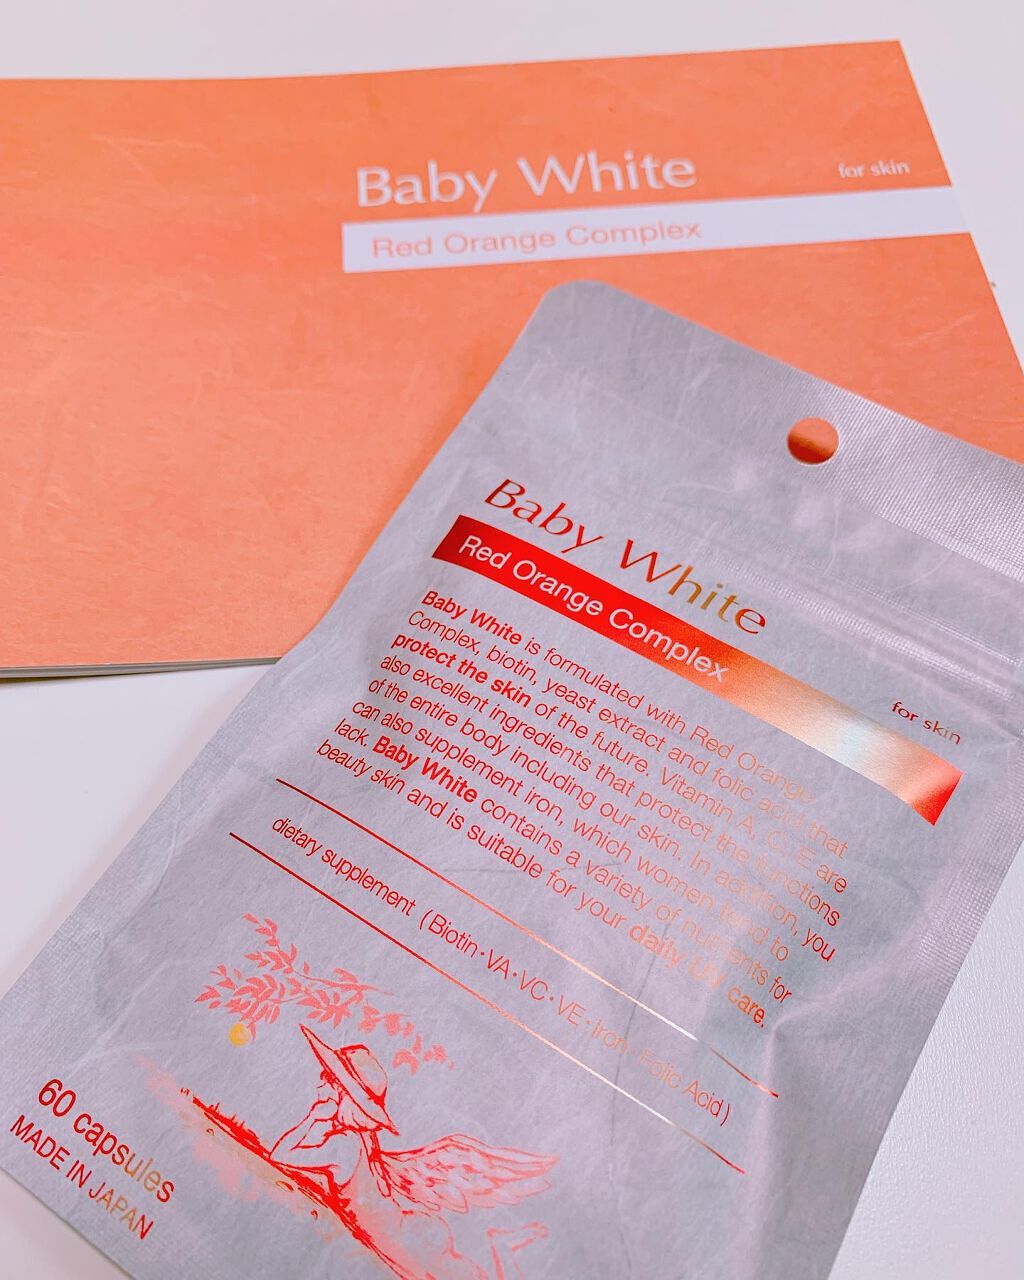 Baby White
for skin
Red Orange Complex
Baby White
Red Orange Complex
for skin
Baby White is formulated with Red Orange
Complex, biotin, yeast extract and folic acid that
protect the skin of the future. Vitamin A, C, E are
also excellent ingredients that protect the functions
of the entire body including our skin. In addition, you
can also supplement iron, which women tend to
lack. Baby White contains a variety of nutrients for
beauty skin and is suitable for your daily UV care.
dietary supplement (Biotin・VA・VC・VE・Iron・Folic Acid)
60 capsules
MADE IN JAPAN